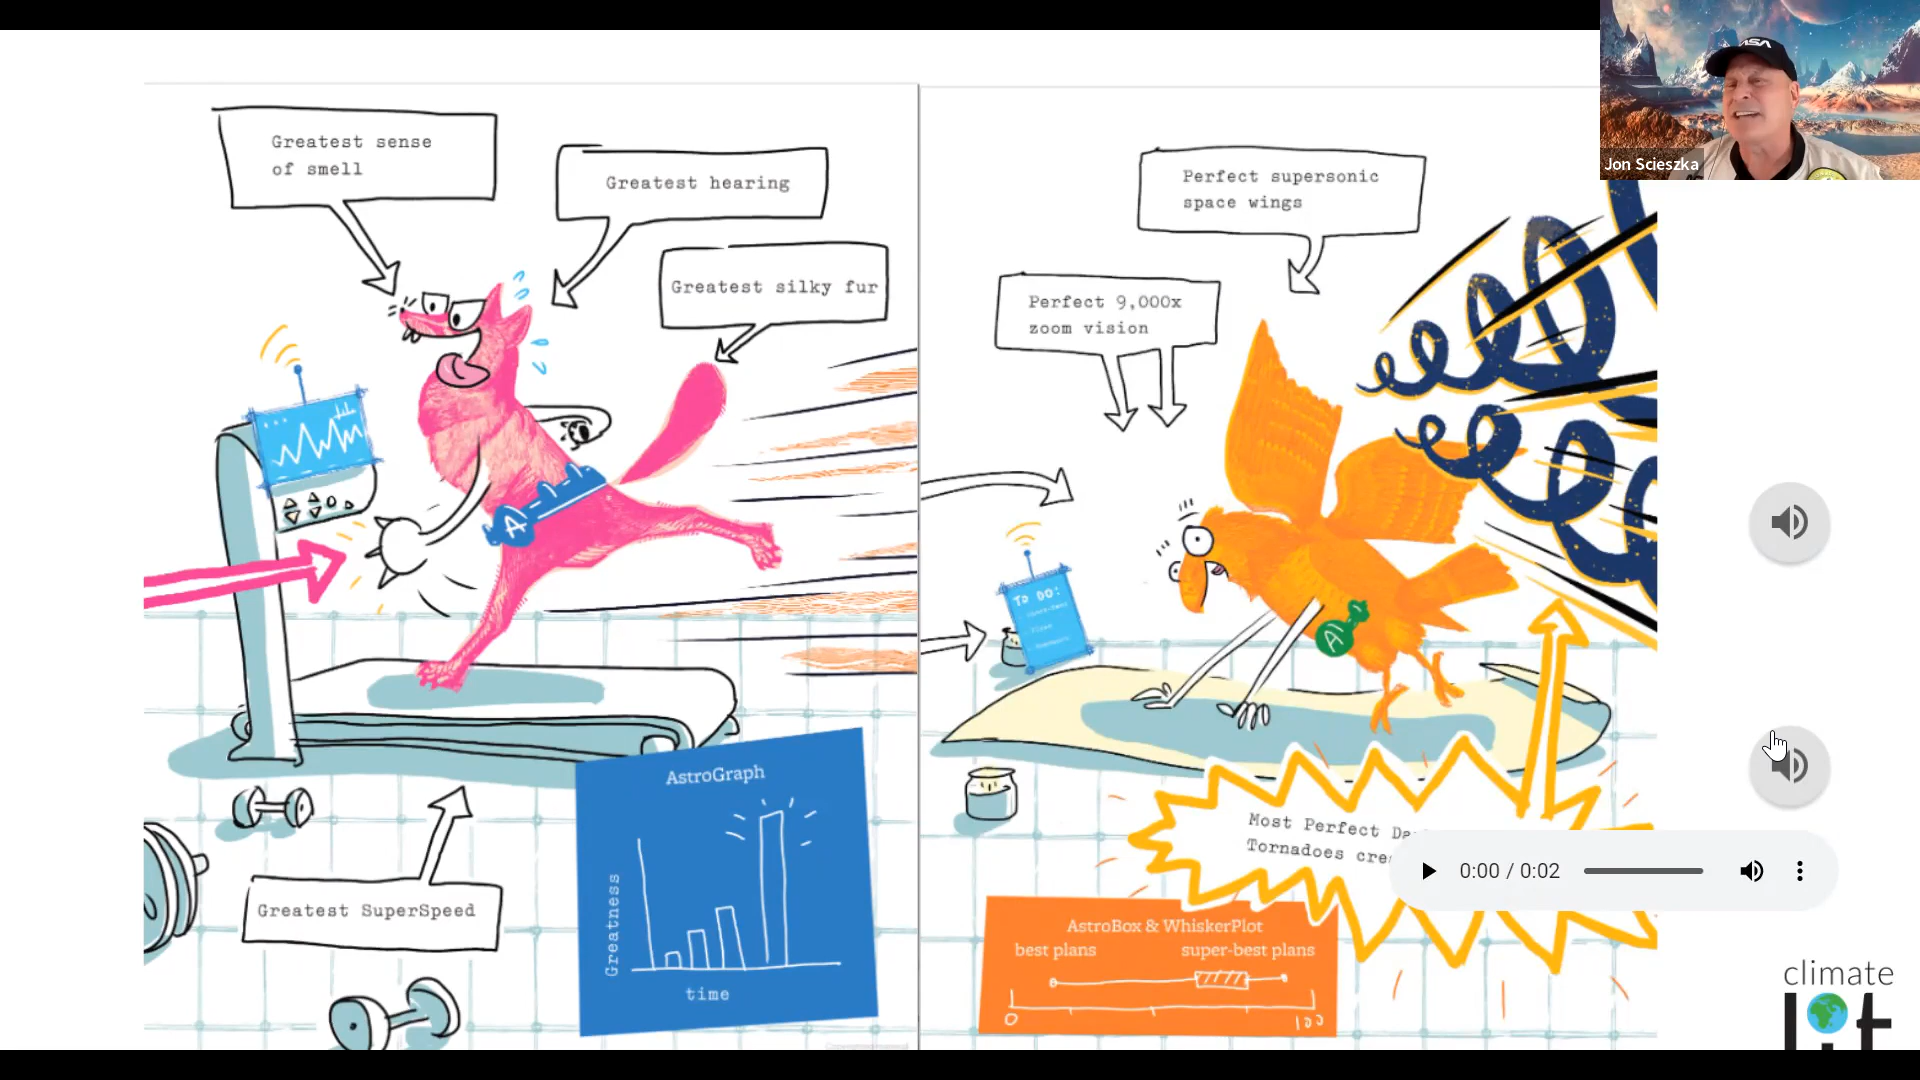 Greatest sense
of smell
Greatest hearing
Greatest silky fur
A
Greatest SuperSpeed
AstroGraph
Greatness
time
Perfect supersonic
space wings
Perfect 9,000x
zoom vision
TO DO:
A
Most Perfect
Tornadoes
AstroBox & WhiskerPlot
best plans super-best plans
0 100
Jon Scieszka
0:00 / 0:02
climate
lit